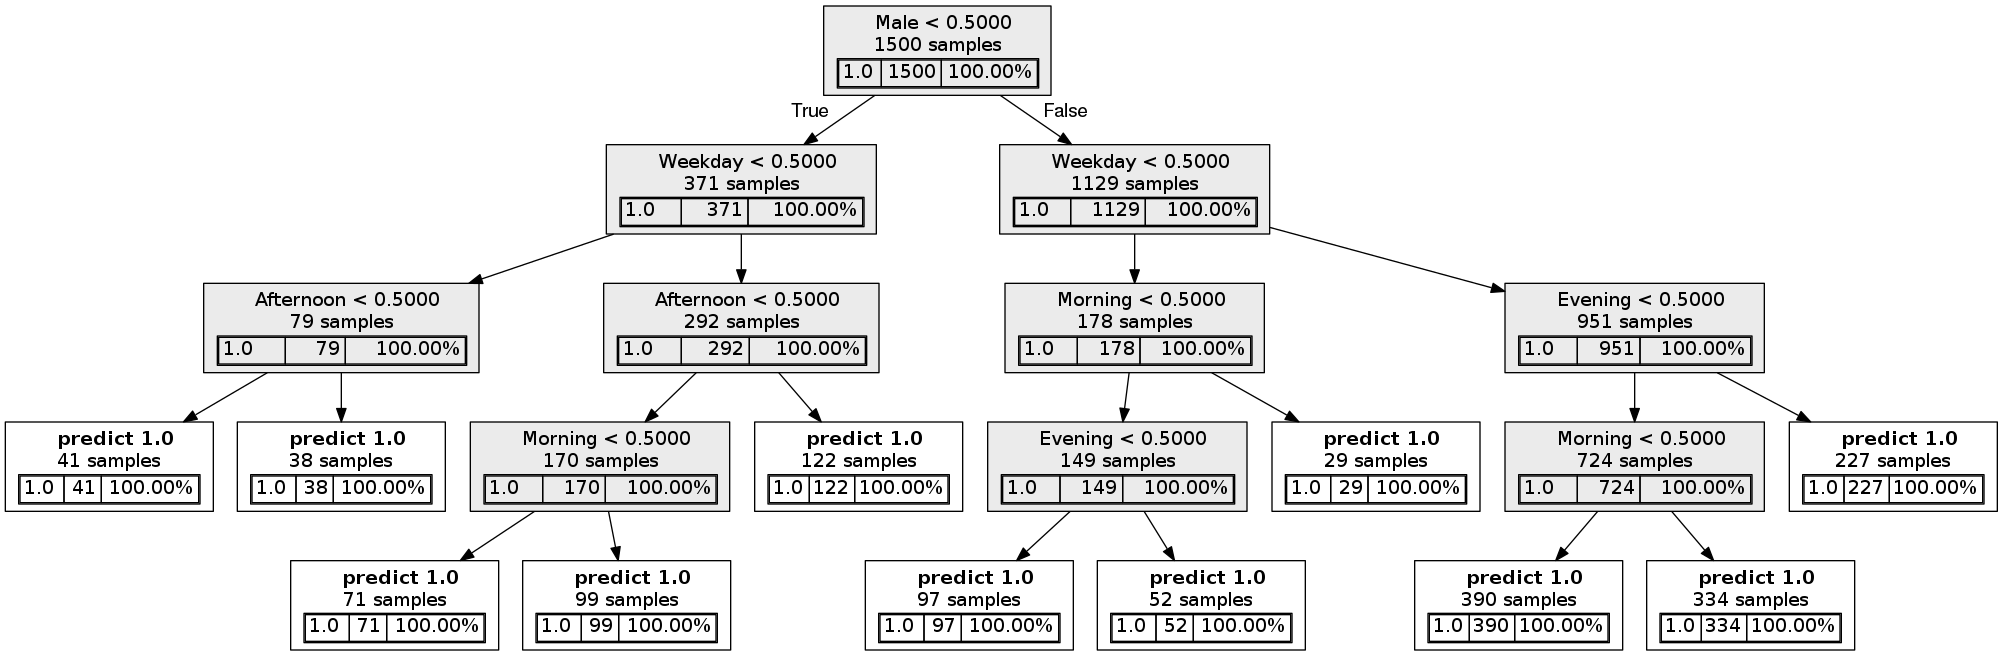 Male < 0.5000
1500 samples
1.0 1500 100.00%
True False
Weekday < 0.5000
371 samples
1.0 371 100.00%
Weekday < 0.5000
1129 samples
1.0 1129 100.00%
Afternoon < 0.5000
79 samples
1.0 79 100.00%
Afternoon < 0.5000
292 samples
1.0 292 100.00%
Morning < 0.5000
178 samples
1.0 178 100.00%
Evening < 0.5000
951 samples
1.0 951 100.00%
predict 1.0
41 samples
1.0 41 100.00%
predict 1.0
38 samples
1.0 38 100.00%
Morning < 0.5000
170 samples
1.0 170 100.00%
predict 1.0
122 samples
1.0 122 100.00%
Evening < 0.5000
149 samples
1.0 149 100.00%
predict 1.0
29 samples
1.0 29 100.00%
Morning < 0.5000
724 samples
1.0 724 100.00%
predict 1.0
227 samples
1.0 227 100.00%
predict 1.0
71 samples
1.0 71 100.00%
predict 1.0
99 samples
1.0 99 100.00%
predict 1.0
97 samples
1.0 97 100.00%
predict 1.0
52 samples
1.0 52 100.00%
predict 1.0
390 samples
1.0 390 100.00%
predict 1.0
334 samples
1.0 334 100.00%